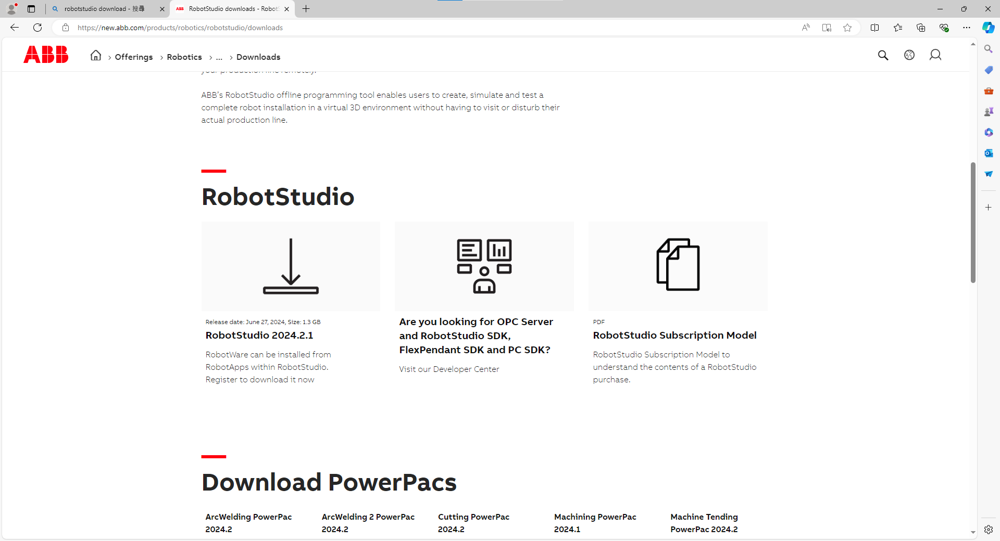 robotstudio download - 搜尋
RobotStudio downloads - RobotS
https://new.abb.com/products/robotics/robotstudio/downloads
ABB
Offerings
Robotics
...
Downloads
your production line remotely.
ABB's RobotStudio offline programming tool enables users to create, simulate and test a
complete robot installation in a virtual 3D environment without having to visit or disturb their
actual production line.
RobotStudio
Release date: June 27, 2024, Size: 1.3 GB
RobotStudio 2024.2.1
RobotWare can be installed from
RobotApps within RobotStudio.
Register to download it now
Are you looking for OPC Server
and RobotStudio SDK,
FlexPendant SDK and PC SDK?
Visit our Developer Center
PDF
RobotStudio Subscription Model
RobotStudio Subscription Model to
understand the contents of a RobotStudio
purchase.
Download PowerPacs
ArcWelding PowerPac
2024.2
ArcWelding 2 PowerPac
2024.2
Cutting PowerPac
2024.2
Machining PowerPac
2024.1
Machine Tending
PowerPac 2024.2